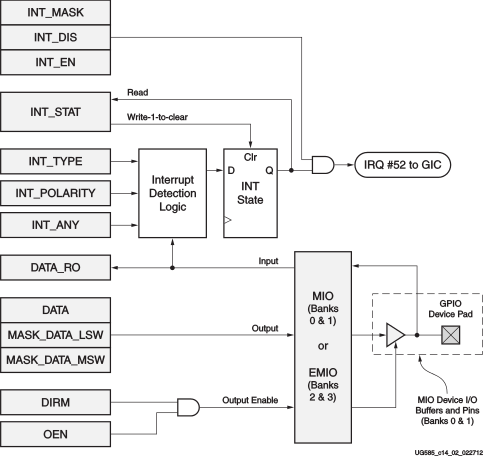 INT_MASK
INT_DIS
INT_EN
INT_STAT
Read
Write-1-to-clear
INT_TYPE
INT_POLARITY
INT_ANY
Interrupt
Detection
Logic
Clr
D
Q
INT
State
IRQ #52 to GIC
DATA_RO
Input
DATA
MASK_DATA_LSW
MASK_DATA_MSW
Output
MIO
(Banks
0 & 1)
or
EMIO
(Banks
2 & 3)
GPIO
Device Pad
MIO Device I/O
Buffers and Pins
(Banks 0 & 1)
DIRM
OEN
Output Enable
UG585_c14_02_022712